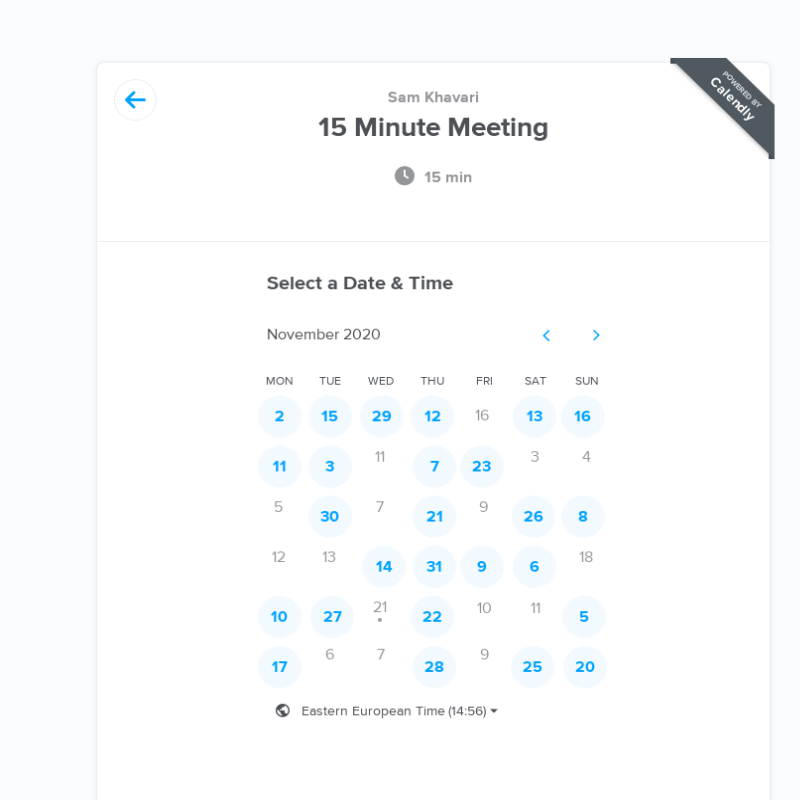 POWERED BY
Calendly
Sam Khavari
15 Minute Meeting
15 min
Select a Date & Time
November 2020
MON TUE WED THU FRI SAT SUN
2 15 29 12 16 13 16
11 3 11 7 23 3 4
5 30 7 21 9 26 8
12 13 14 31 9 6 18
10 27 21 22 10 11 5
17 6 7 28 9 25 20
Eastern European Time (14:56)